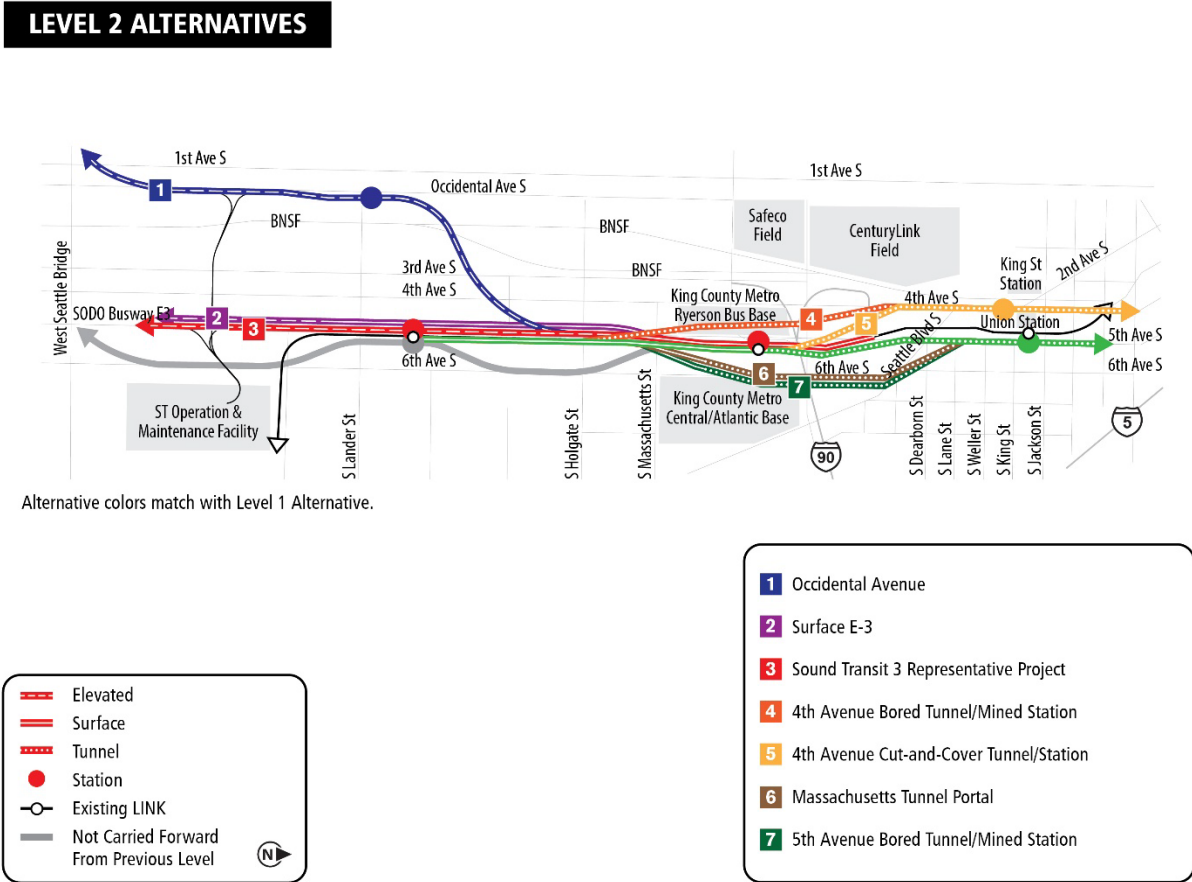 LEVEL 2 ALTERNATIVES
1st Ave S
1st Ave S
1
Occidental Ave S
BNSF
BNSF
BNSF
Safeco
Field
CenturyLink
Field
King St
Station
2nd Ave S
West Seattle Bridge
3rd Ave S
4th Ave S
King County Metro
Ryerson Bus Base
4th Ave S
SODO Busway E3
2
3
4
5
Union Station
5th Ave S
6th Ave S
6th Ave S
Seattle Blvd S
6th Ave S
6
7
ST Operation &
Maintenance Facility
King County Metro
Central/Atlantic Base
S Lander St
S Holgate St
S Massachusetts St
90
S Dearborn St
S Lane St
S Weller St
S King St
S Jackson St
5
Alternative colors match with Level 1 Alternative.
1 Occidental Avenue
2 Surface E-3
3 Sound Transit 3 Representative Project
4 4th Avenue Bored Tunnel/Mined Station
5 4th Avenue Cut-and-Cover Tunnel/Station
6 Massachusetts Tunnel Portal
7 5th Avenue Bored Tunnel/Mined Station
Elevated
Surface
Tunnel
Station
Existing LINK
Not Carried Forward
From Previous Level
N